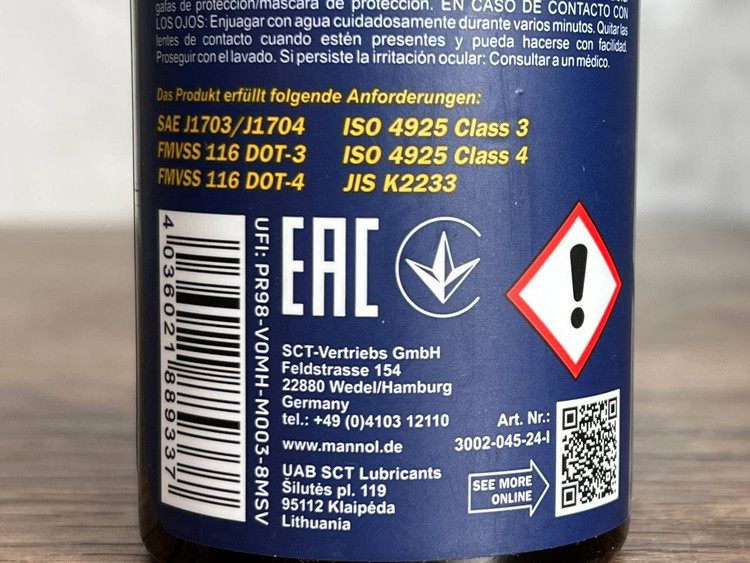 gafas de protección/máscara de protección. EN CASO DE CONTACTO CON
LOS OJOS: Enjuagar con agua cuidadosamente durante varios minutos. Quitar las
lentes de contacto cuando estén presentes y pueda hacerse con facilidad.
Proseguir con el lavado. Si persiste la irritación ocular: Consultar a un médico.
Das Produkt erfüllt folgende Anforderungen:
SAE J1703/J1704 ISO 4925 Class 3
FMVSS 116 DOT-3 ISO 4925 Class 4
FMVSS 116 DOT-4 JIS K2233
4 036021 889337
UFI: PR98-V0MH-M003-8MSV
EAC
SCT-Vertriebs GmbH
Feldstrasse 154
22880 Wedel/Hamburg
Germany
tel.: +49 (0)4103 12110
www.mannol.de
UAB SCT Lubricants
Šilutės pl. 119
95112 Klaipėda
Lithuania
Art. Nr.:
3002-045-24-I
SEE MORE
ONLINE